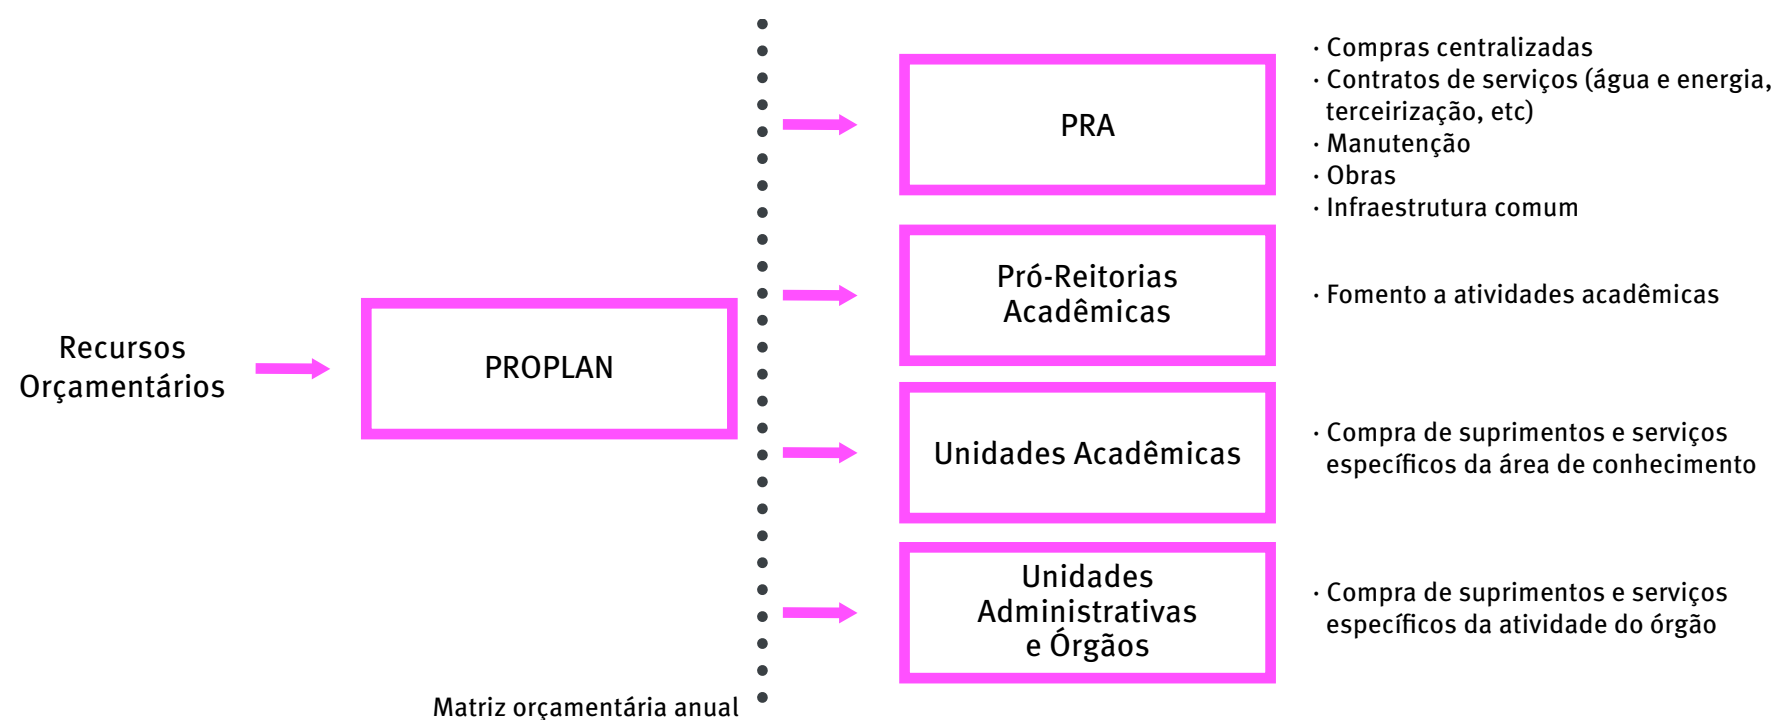 Recursos
Orçamentários
PROPLAN
Matriz orçamentária anual
PRA
· Compras centralizadas
· Contratos de serviços (água e energia,
terceirização, etc)
· Manutenção
· Obras
· Infraestrutura comum
Pró-Reitorias
Acadêmicas
· Fomento a atividades acadêmicas
Unidades Acadêmicas
· Compra de suprimentos e serviços
específicos da área de conhecimento
Unidades
Administrativas
e Órgãos
· Compra de suprimentos e serviços
específicos da atividade do órgão